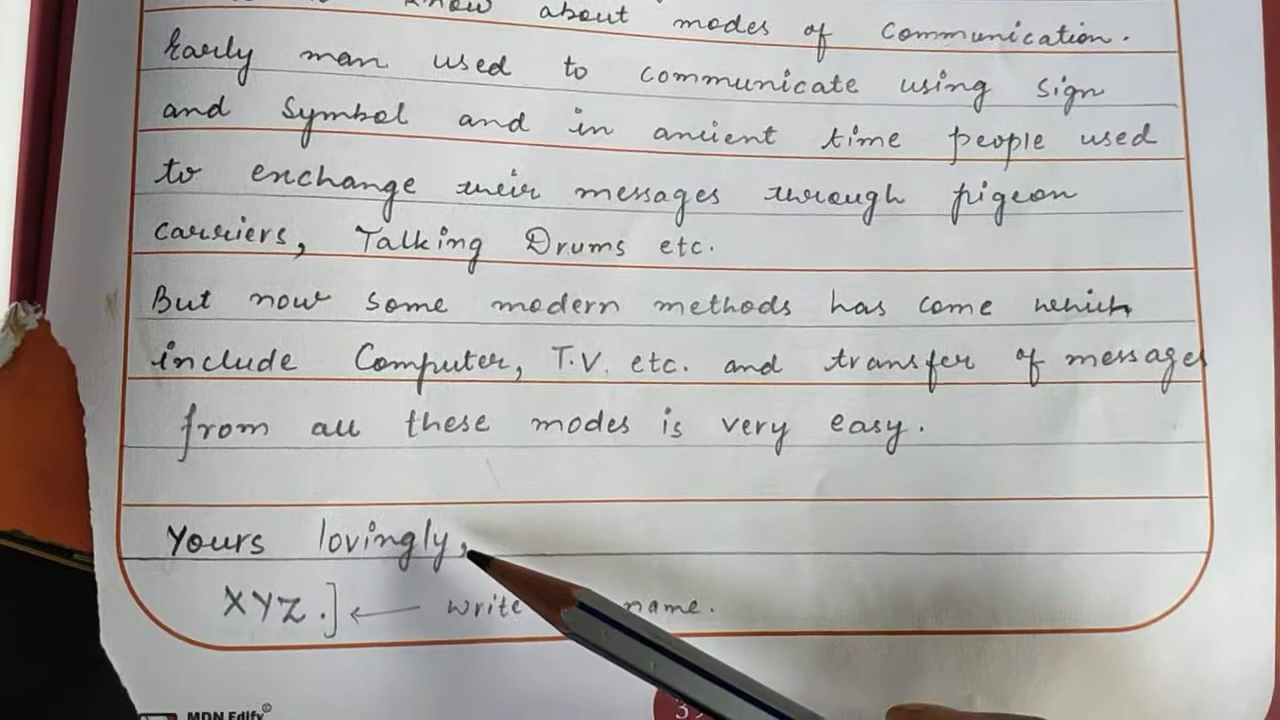 know about modes of Communication.
Early man used to communicate using sign
and symbol and in ancient time people used
to exchange their messages through pigeon
carriers, Talking Drums etc.
But now some modern methods has come which
include Computer, T.V. etc. and transfer of messages
from all these modes is very easy.
Yours lovingly,
XYZ.] ← write name.
MDN Edify©